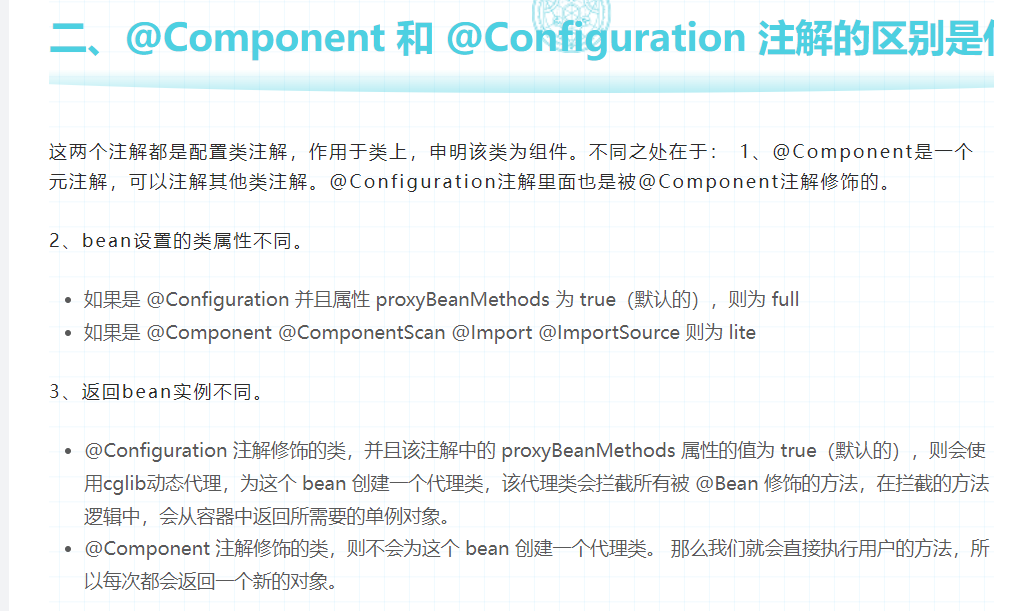 二、@Component 和 @Configuration 注解的区别是
这两个注解都是配置类注解，作用于类上，申明该类为组件。不同之处在于： 1、@Component是一个
元注解，可以注解其他类注解。@Configuration注解里面也是被@Component注解修饰的。
2、bean设置的类属性不同。
• 如果是 @Configuration 并且属性 proxyBeanMethods 为 true（默认的），则为 full
• 如果是 @Component @ComponentScan @Import @ImportSource 则为 lite
3、返回bean实例不同。
• @Configuration 注解修饰的类，并且该注解中的 proxyBeanMethods 属性的值为 true（默认的），则会使
用cglib动态代理，为这个 bean 创建一个代理类，该代理类会拦截所有被 @Bean 修饰的方法，在拦截的方法
逻辑中，会从容器中返回所需要的单例对象。
• @Component 注解修饰的类，则不会为这个 bean 创建一个代理类。 那么我们就会直接执行用户的方法，所
以每次都会返回一个新的对象。